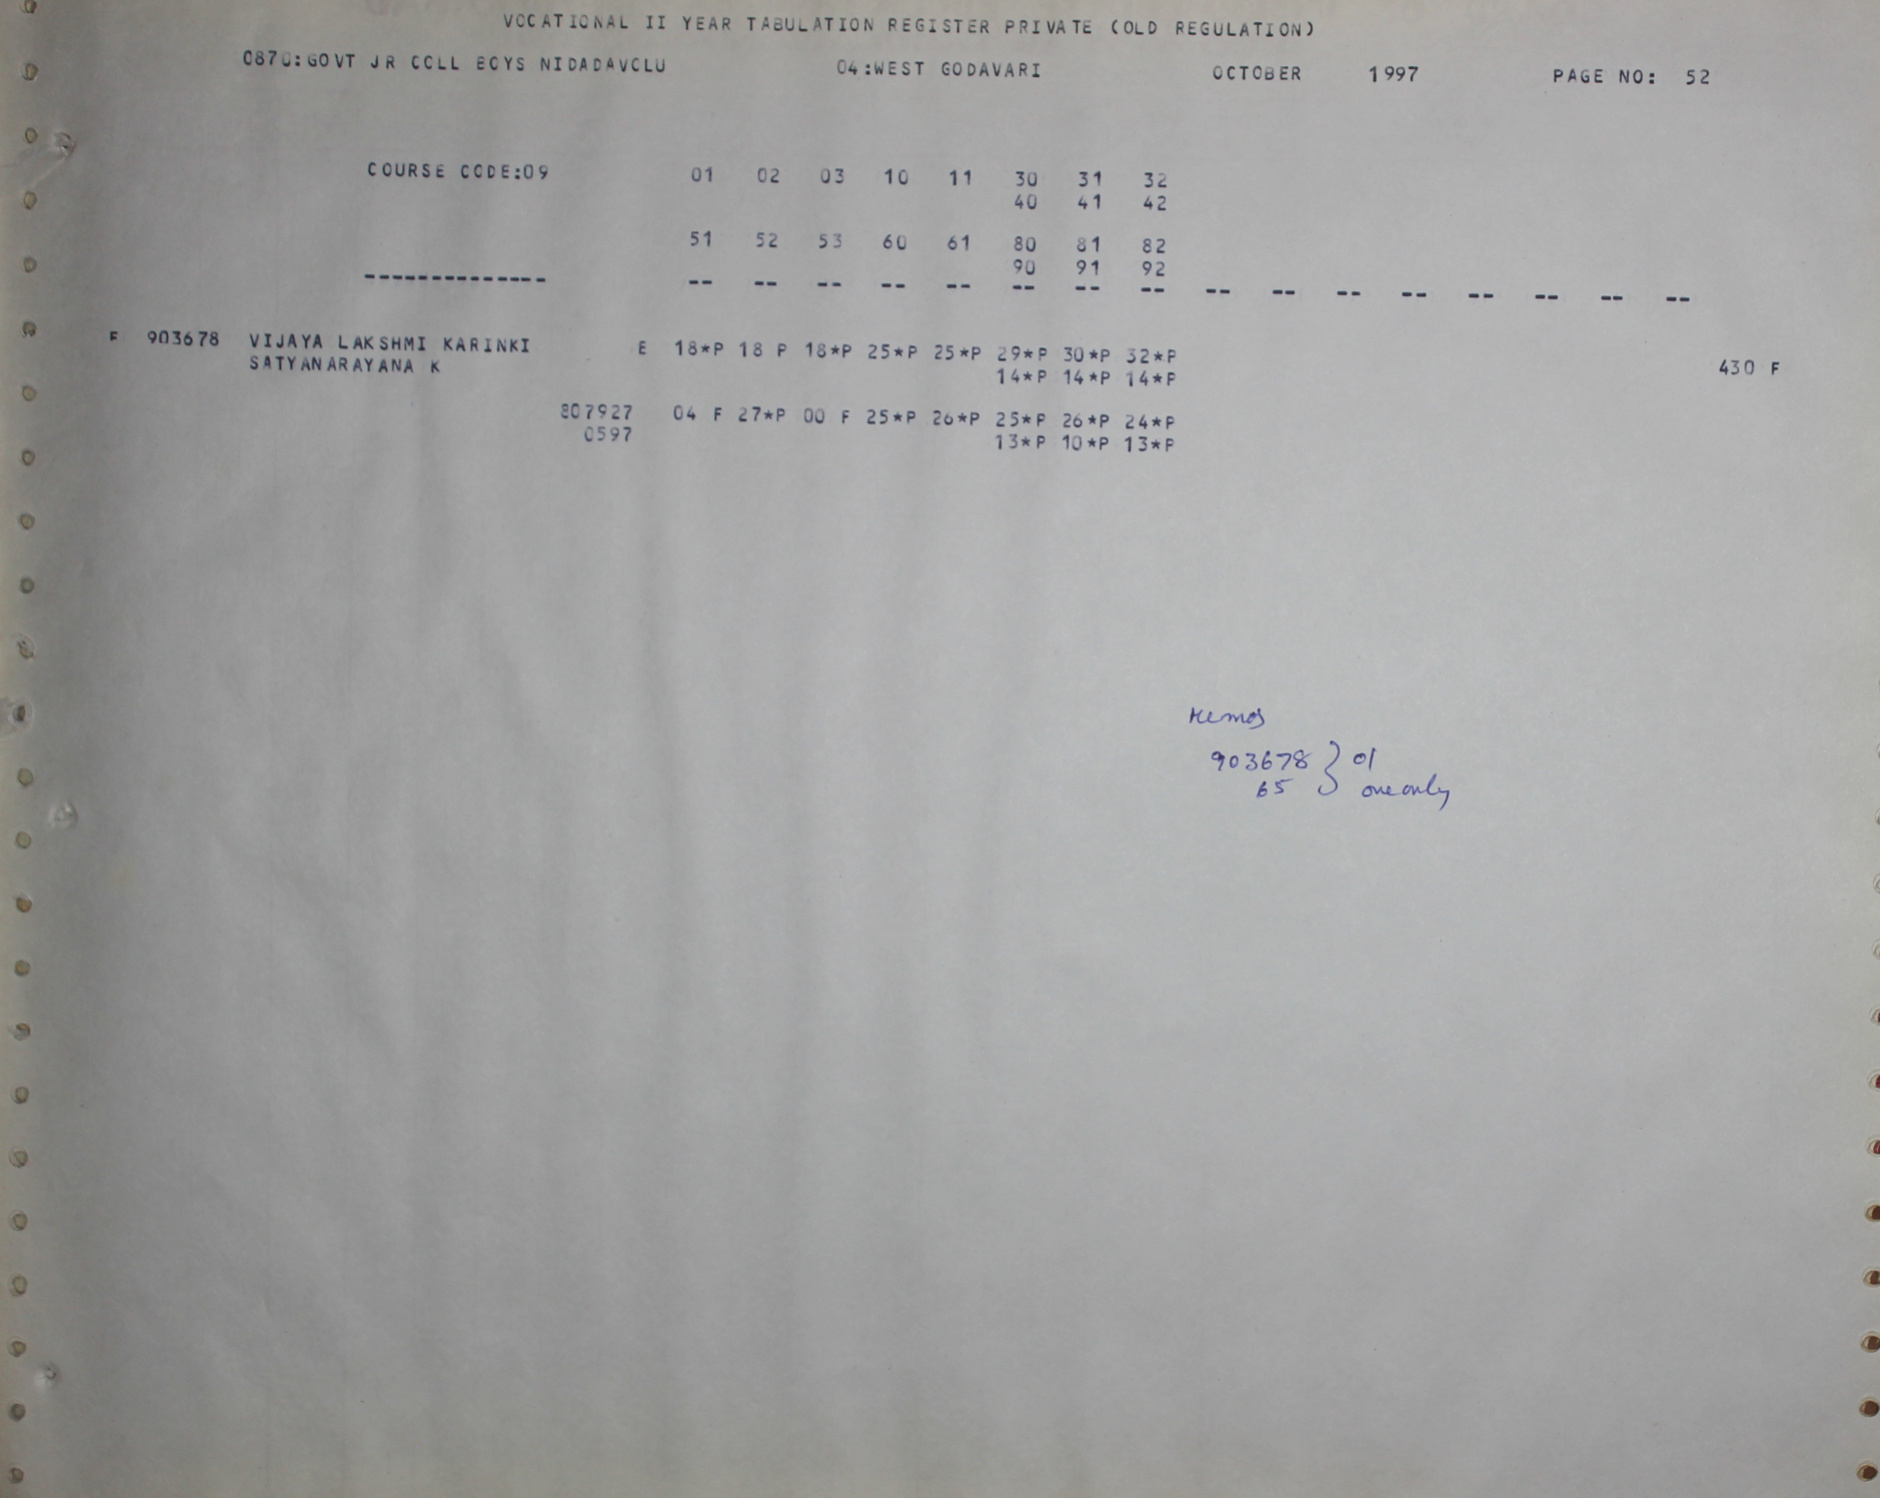 VOCATIONAL II YEAR TABULATION REGISTER PRIVATE (OLD REGULATION)
0870:GOVT JR COLL BOYS NIDADAVOLU 04:WEST GODAVARI OCTOBER 1997 PAGE NO: 52
COURSE CODE:09 01 02 03 10 11 30 31 32
40 41 42
51 52 53 60 61 80 81 82
90 91 92
-------------- -- -- -- -- -- -- -- -- -- -- -- -- -- -- -- --
F 903678 VIJAYA LAKSHMI KARINKI E 18*P 18 P 18*P 25*P 25*P 29*P 30*P 32*P
SATYANARAYANA K 14*P 14*P 14*P 430 F
807927 04 F 27*P 00 F 25*P 26*P 25*P 26*P 24*P
0597 13*P 10*P 13*P
Memos
903678 } 01
65 one only